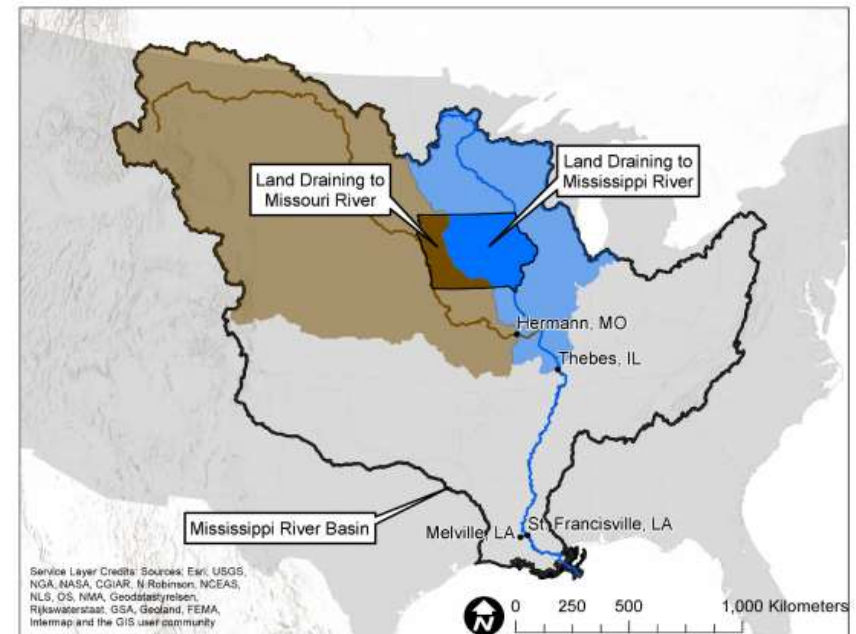 Land Draining to
Missouri River
Land Draining to
Mississippi River
Hermann, MO
Thebes, IL
Mississippi River Basin
Melville, LA
St. Francisville, LA
Service Layer Credits: Sources: Esri, USGS,
NGA, NASA, CGIAR, N Robinson, NCEAS,
NLS, OS, NMA, Geodatastyrelsen,
Rijkswaterstaat, GSA, Geoland, FEMA,
Intermap and the GIS user community
N
0 250 500 1,000 Kilometers